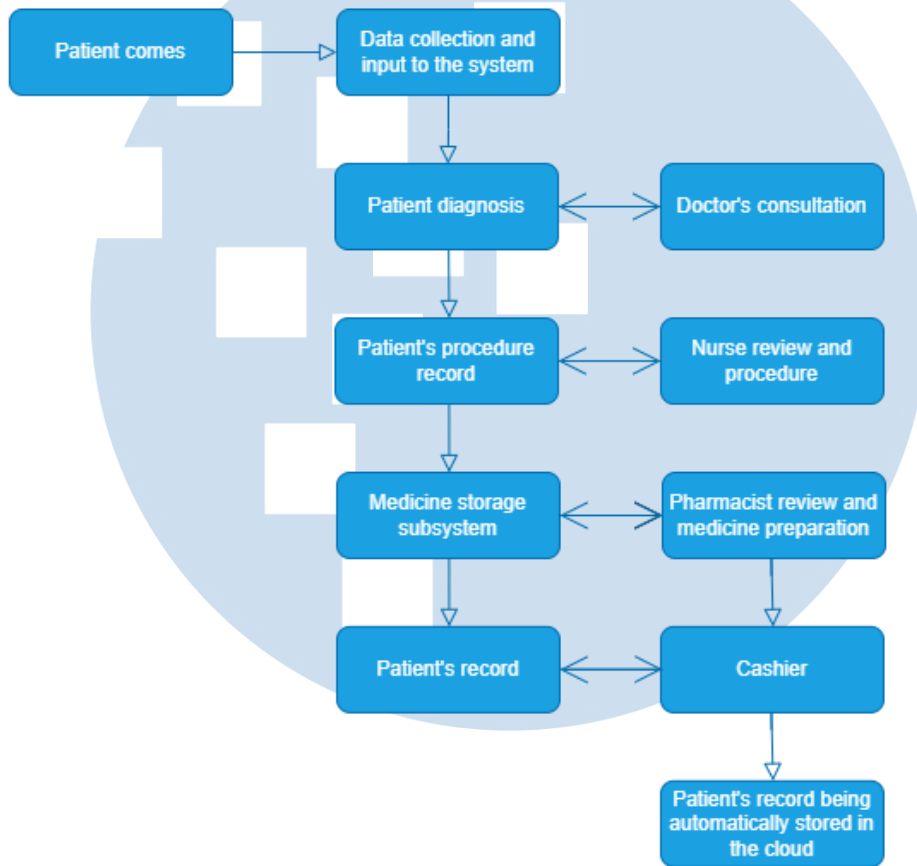 Patient comes
Data collection and
input to the system
Patient diagnosis
Doctor's consultation
Patient's procedure
record
Nurse review and
procedure
Medicine storage
subsystem
Pharmacist review and
medicine preparation
Patient's record
Cashier
Patient's record being
automatically stored in
the cloud